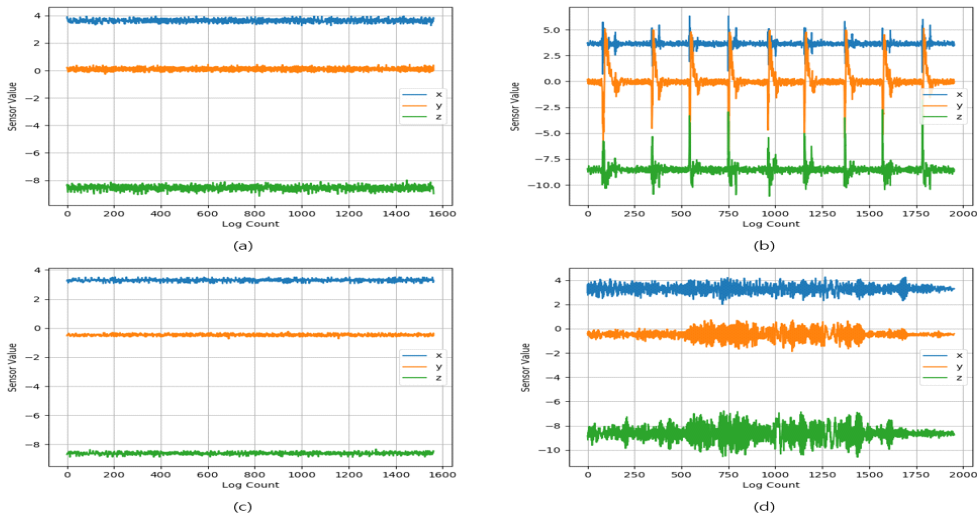 4
2
0
−2
−4
−6
−8
Sensor Value
x
y
z
0 200 400 600 800 1000 1200 1400 1600
Log Count
(a)
5.0
2.5
0.0
−2.5
−5.0
−7.5
−10.0
Sensor Value
x
y
z
0 250 500 750 1000 1250 1500 1750 2000
Log Count
(b)
4
2
0
−2
−4
−6
−8
Sensor Value
x
y
z
0 200 400 600 800 1000 1200 1400 1600
Log Count
(c)
4
2
0
−2
−4
−6
−8
−10
Sensor Value
x
y
z
0 250 500 750 1000 1250 1500 1750 2000
Log Count
(d)